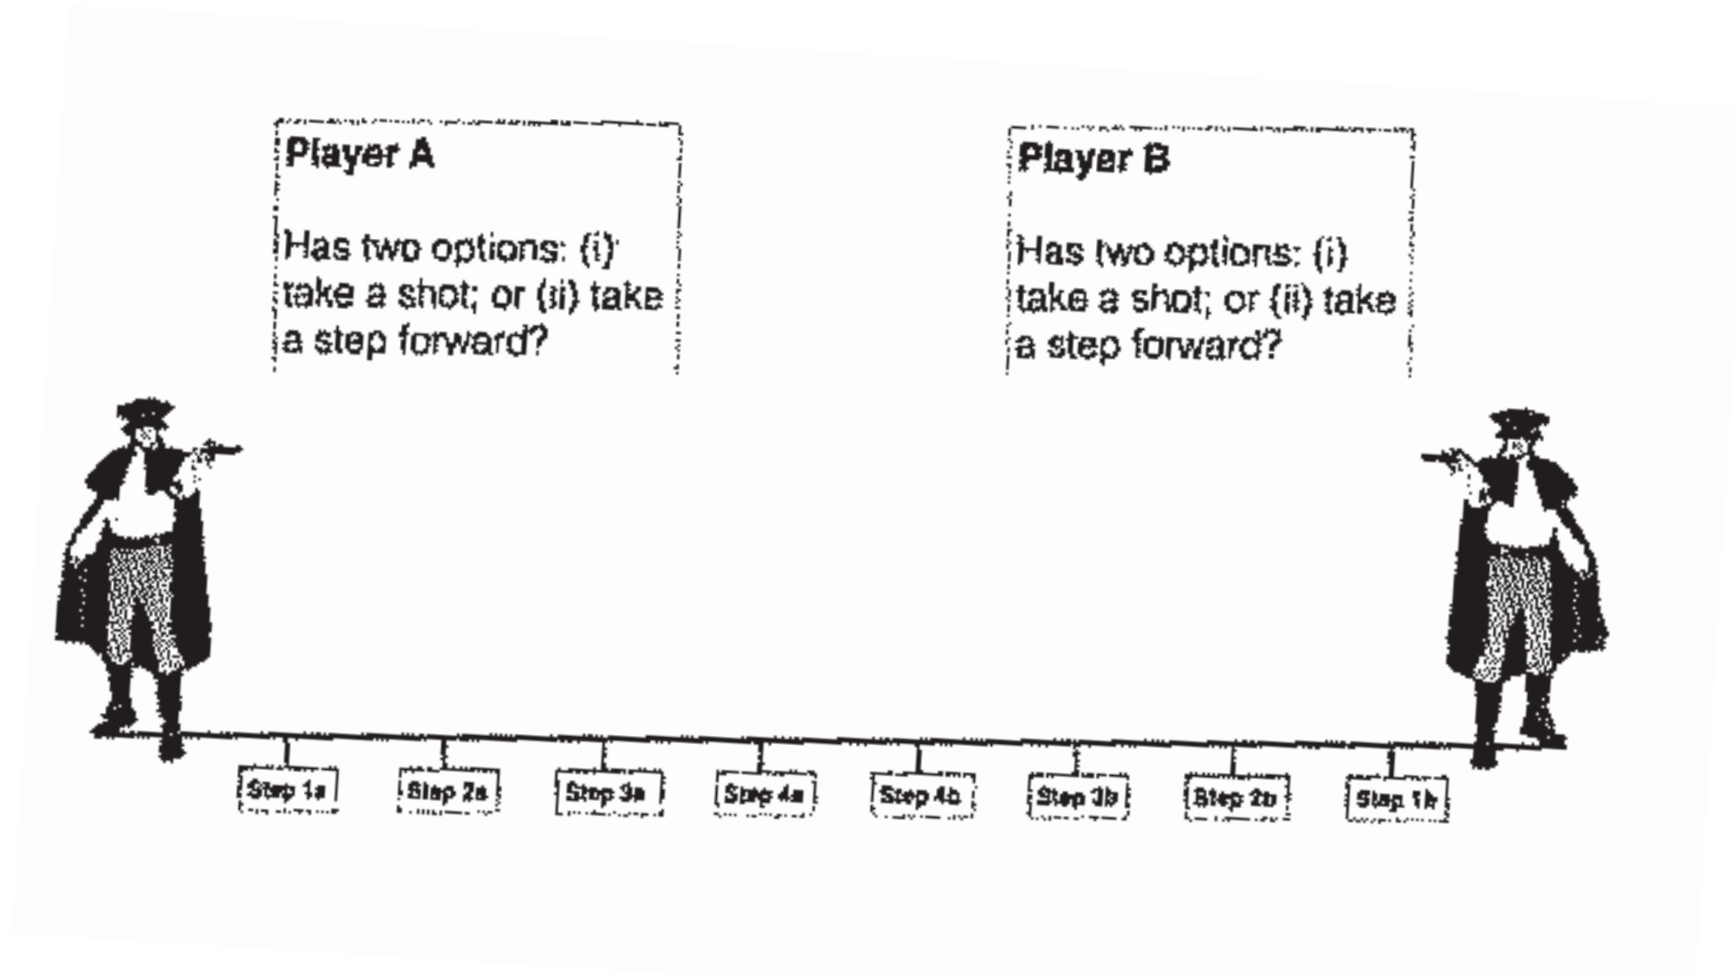 Player A
Has two options: (i)
take a shot; or (ii) take
a step forward?
Player B
Has two options: (i)
take a shot; or (ii) take
a step forward?
Step 1a
Step 2a
Step 3a
Step 4a
Step 4b
Step 3b
Step 2b
Step 1b